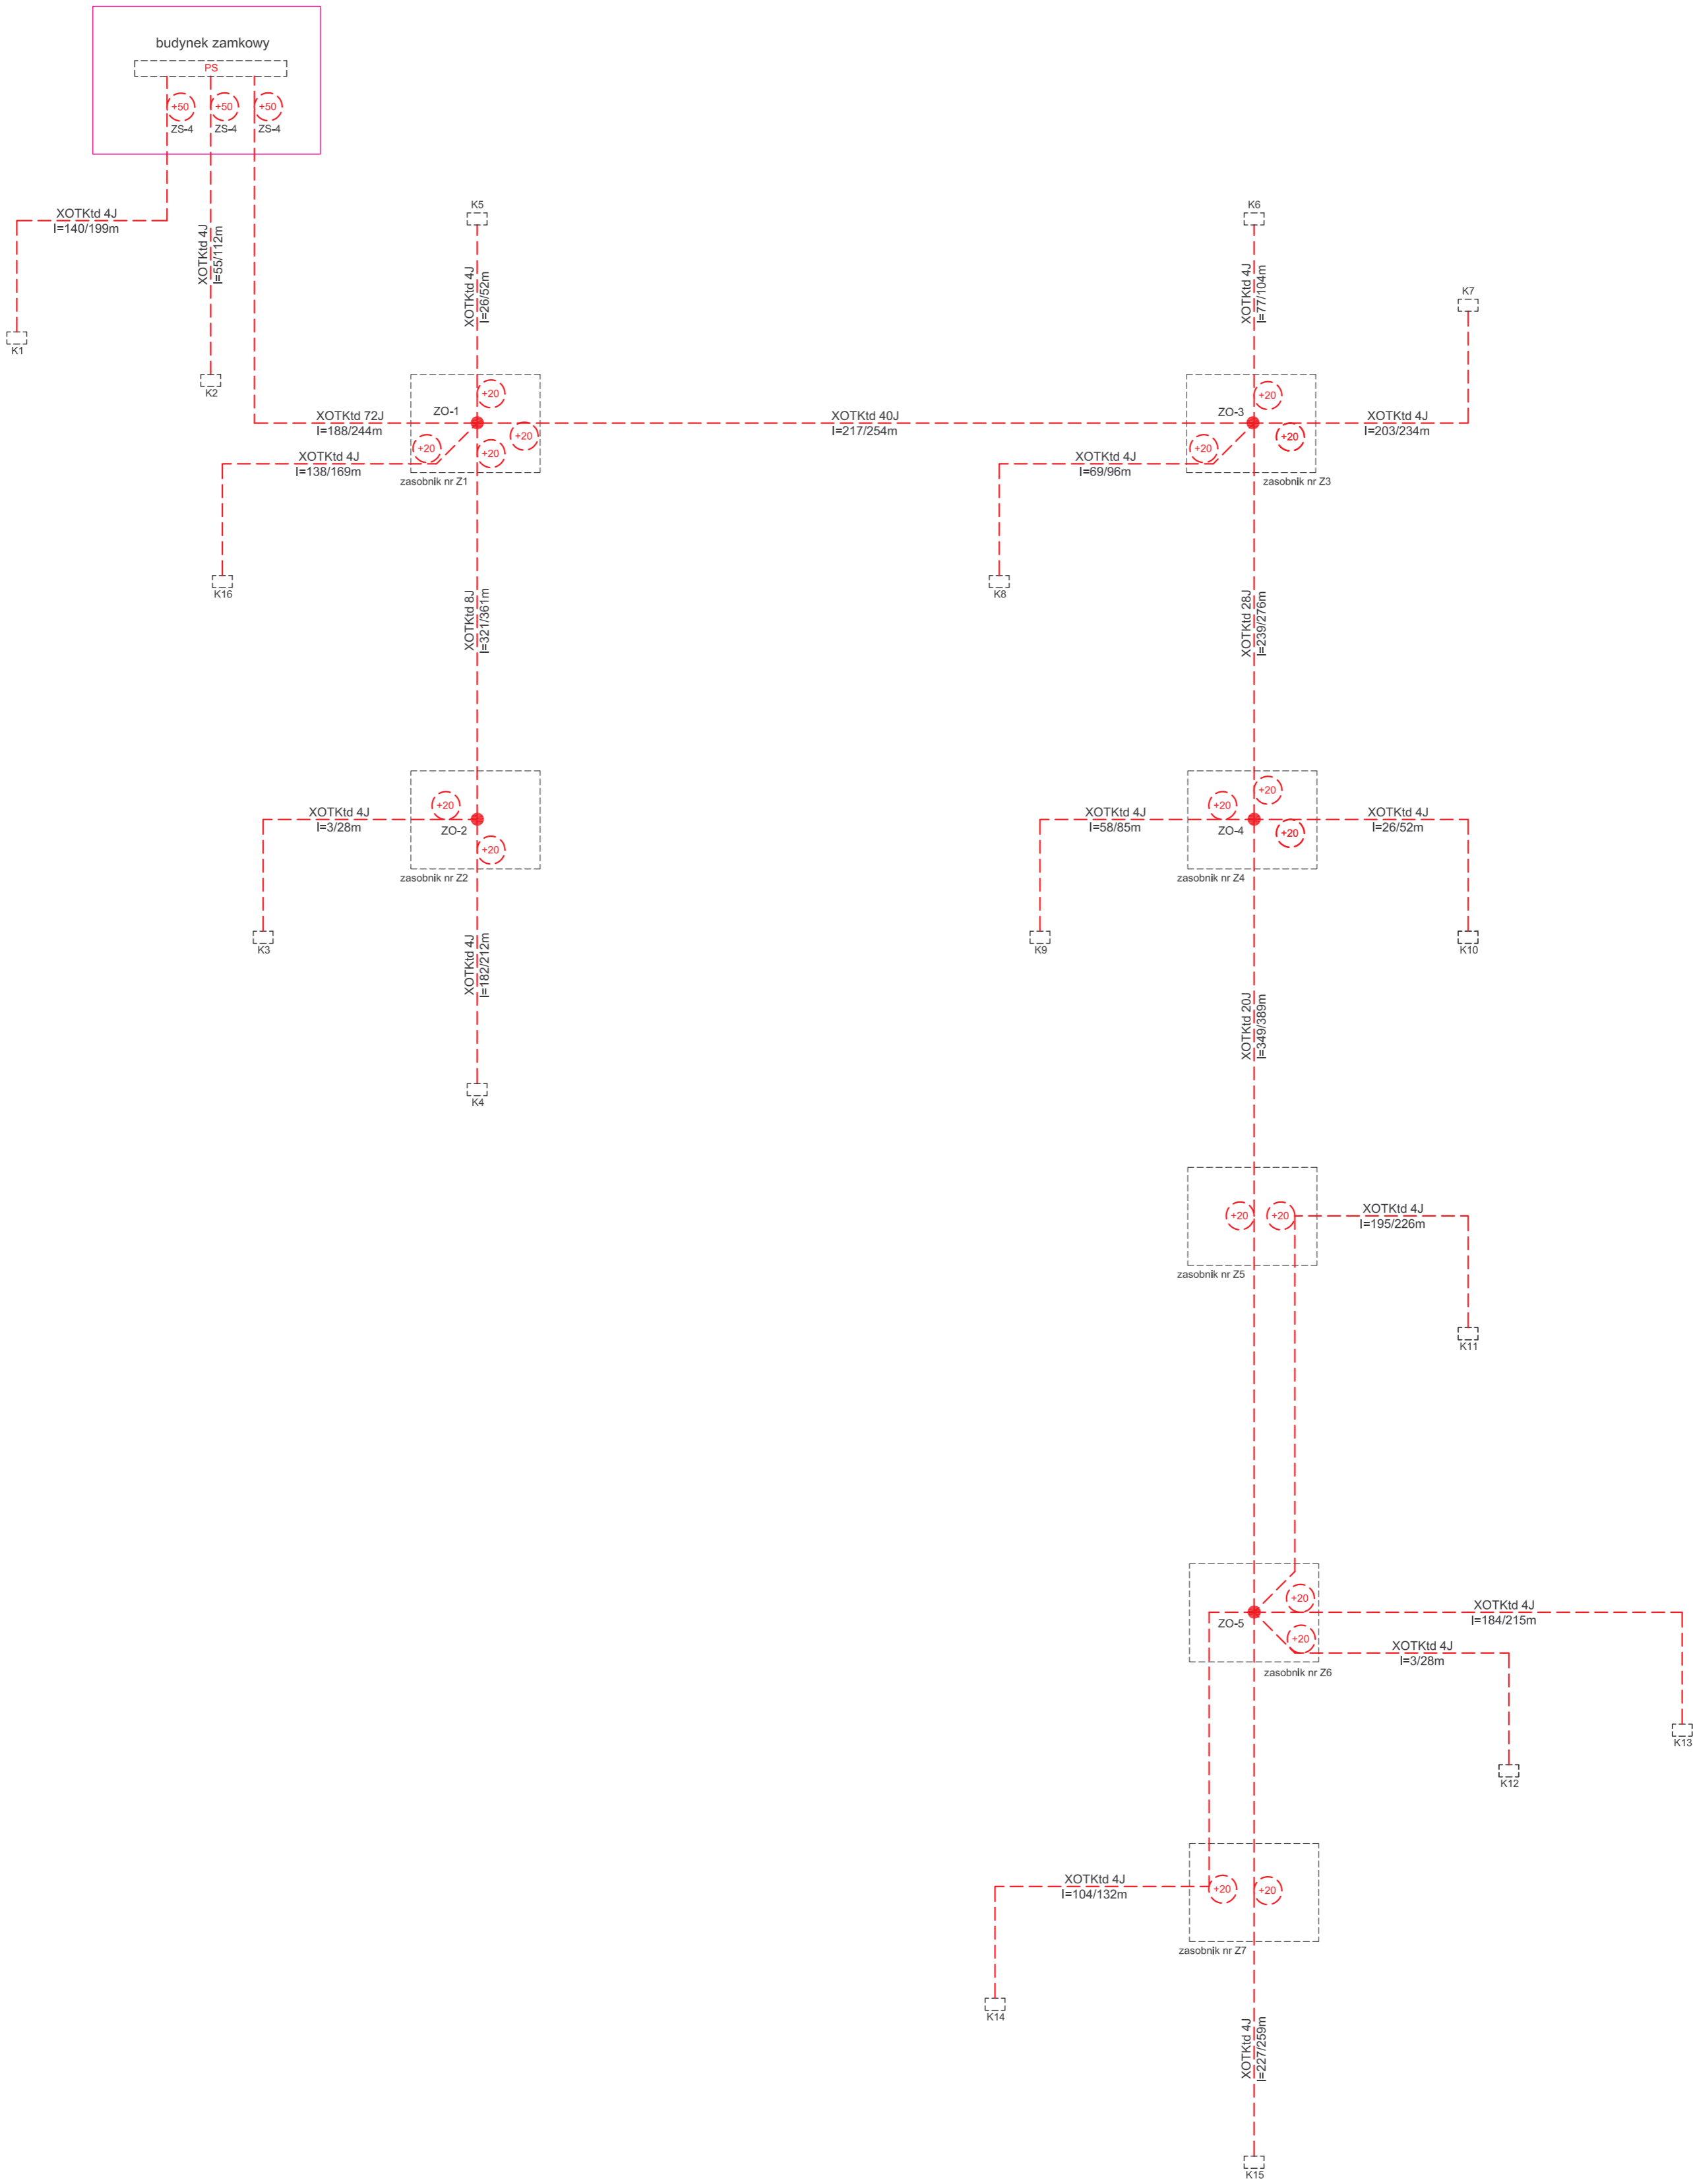 budynek zamkowy
PS
+50
+50
+50
ZS-4
ZS-4
ZS-4
XOTKtd 4J
l=140/199m
K1
XOTKtd 4J
l=55/112m
K2
K5
XOTKtd 4J
l=26/52m
K6
XOTKtd 4J
l=77/104m
K7
XOTKtd 72J
l=188/244m
ZO-1
+20
+20
+20
+20
zasobnik nr Z1
XOTKtd 4J
l=138/169m
K16
XOTKtd 40J
l=217/254m
ZO-3
+20
+20
+20
zasobnik nr Z3
XOTKtd 4J
l=203/234m
XOTKtd 4J
l=69/96m
K8
XOTKtd 8J
l=321/361m
XOTKtd 28J
l=239/276m
XOTKtd 4J
l=3/28m
+20
ZO-2
+20
zasobnik nr Z2
K3
XOTKtd 4J
l=182/212m
K4
XOTKtd 4J
l=58/85m
+20
+20
ZO-4
+20
zasobnik nr Z4
XOTKtd 4J
l=26/52m
K9
K10
XOTKtd 20J
l=349/389m
+20
+20
zasobnik nr Z5
XOTKtd 4J
l=195/226m
K11
+20
ZO-5
+20
zasobnik nr Z6
XOTKtd 4J
l=184/215m
XOTKtd 4J
l=3/28m
K13
K12
XOTKtd 4J
l=104/132m
+20
+20
zasobnik nr Z7
K14
XOTKtd 4J
l=227/259m
K15